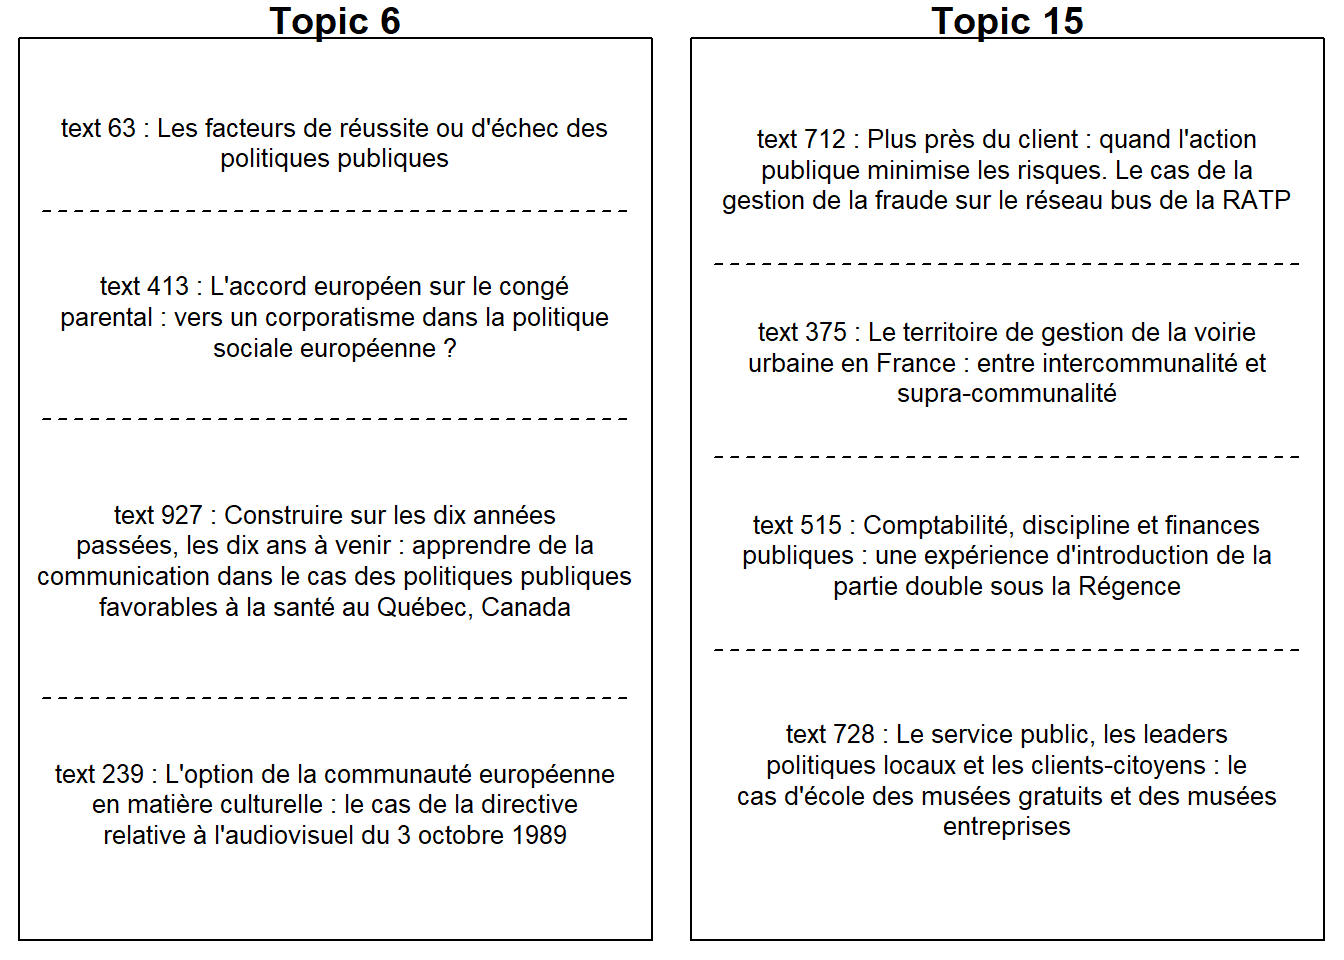 Topic 6
text 63 : Les facteurs de réussite ou d'échec des
politiques publiques
text 413 : L'accord européen sur le congé
parental : vers un corporatisme dans la politique
sociale européenne ?
text 927 : Construire sur les dix années
passées, les dix ans à venir : apprendre de la
communication dans le cas des politiques publiques
favorables à la santé au Québec, Canada
text 239 : L'option de la communauté européenne
en matière culturelle : le cas de la directive
relative à l'audiovisuel du 3 octobre 1989
Topic 15
text 712 : Plus près du client : quand l'action
publique minimise les risques. Le cas de la
gestion de la fraude sur le réseau bus de la RATP
text 375 : Le territoire de gestion de la voirie
urbaine en France : entre intercommunalité et
supra-communalité
text 515 : Comptabilité, discipline et finances
publiques : une expérience d'introduction de la
partie double sous la Régence
text 728 : Le service public, les leaders
politiques locaux et les clients-citoyens : le
cas d'école des musées gratuits et des musées
entreprises